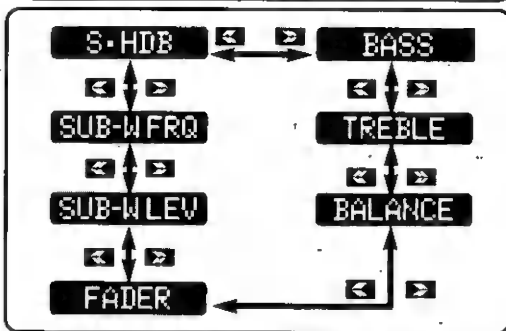 S·HDB < > BASS
< > < >
SUB-W FRQ TREBLE
< > < >
SUB-W LEV BALANCE
< > < >
FADER